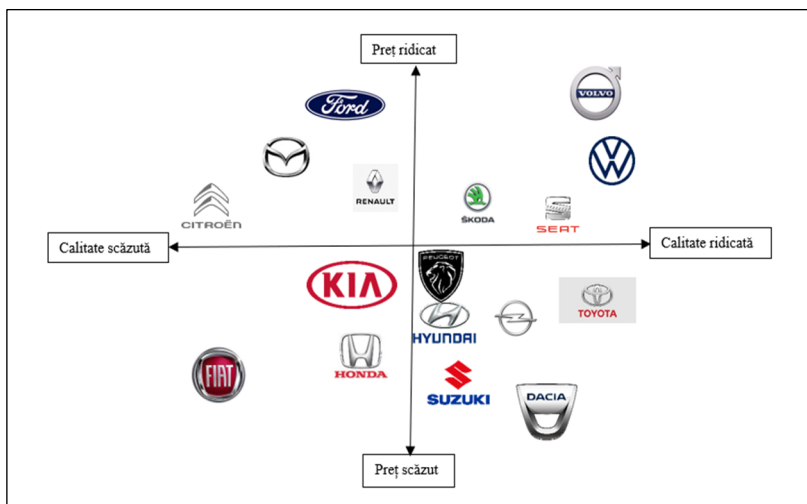 Preț ridicat
Ford
VOLVO
RENAULT
CITROËN
ŠKODA
SEAT
Calitate scăzută
Calitate ridicată
PEUGEOT
KIA
TOYOTA
HYUNDAI
HONDA
FIAT
SUZUKI
DACIA
Preț scăzut